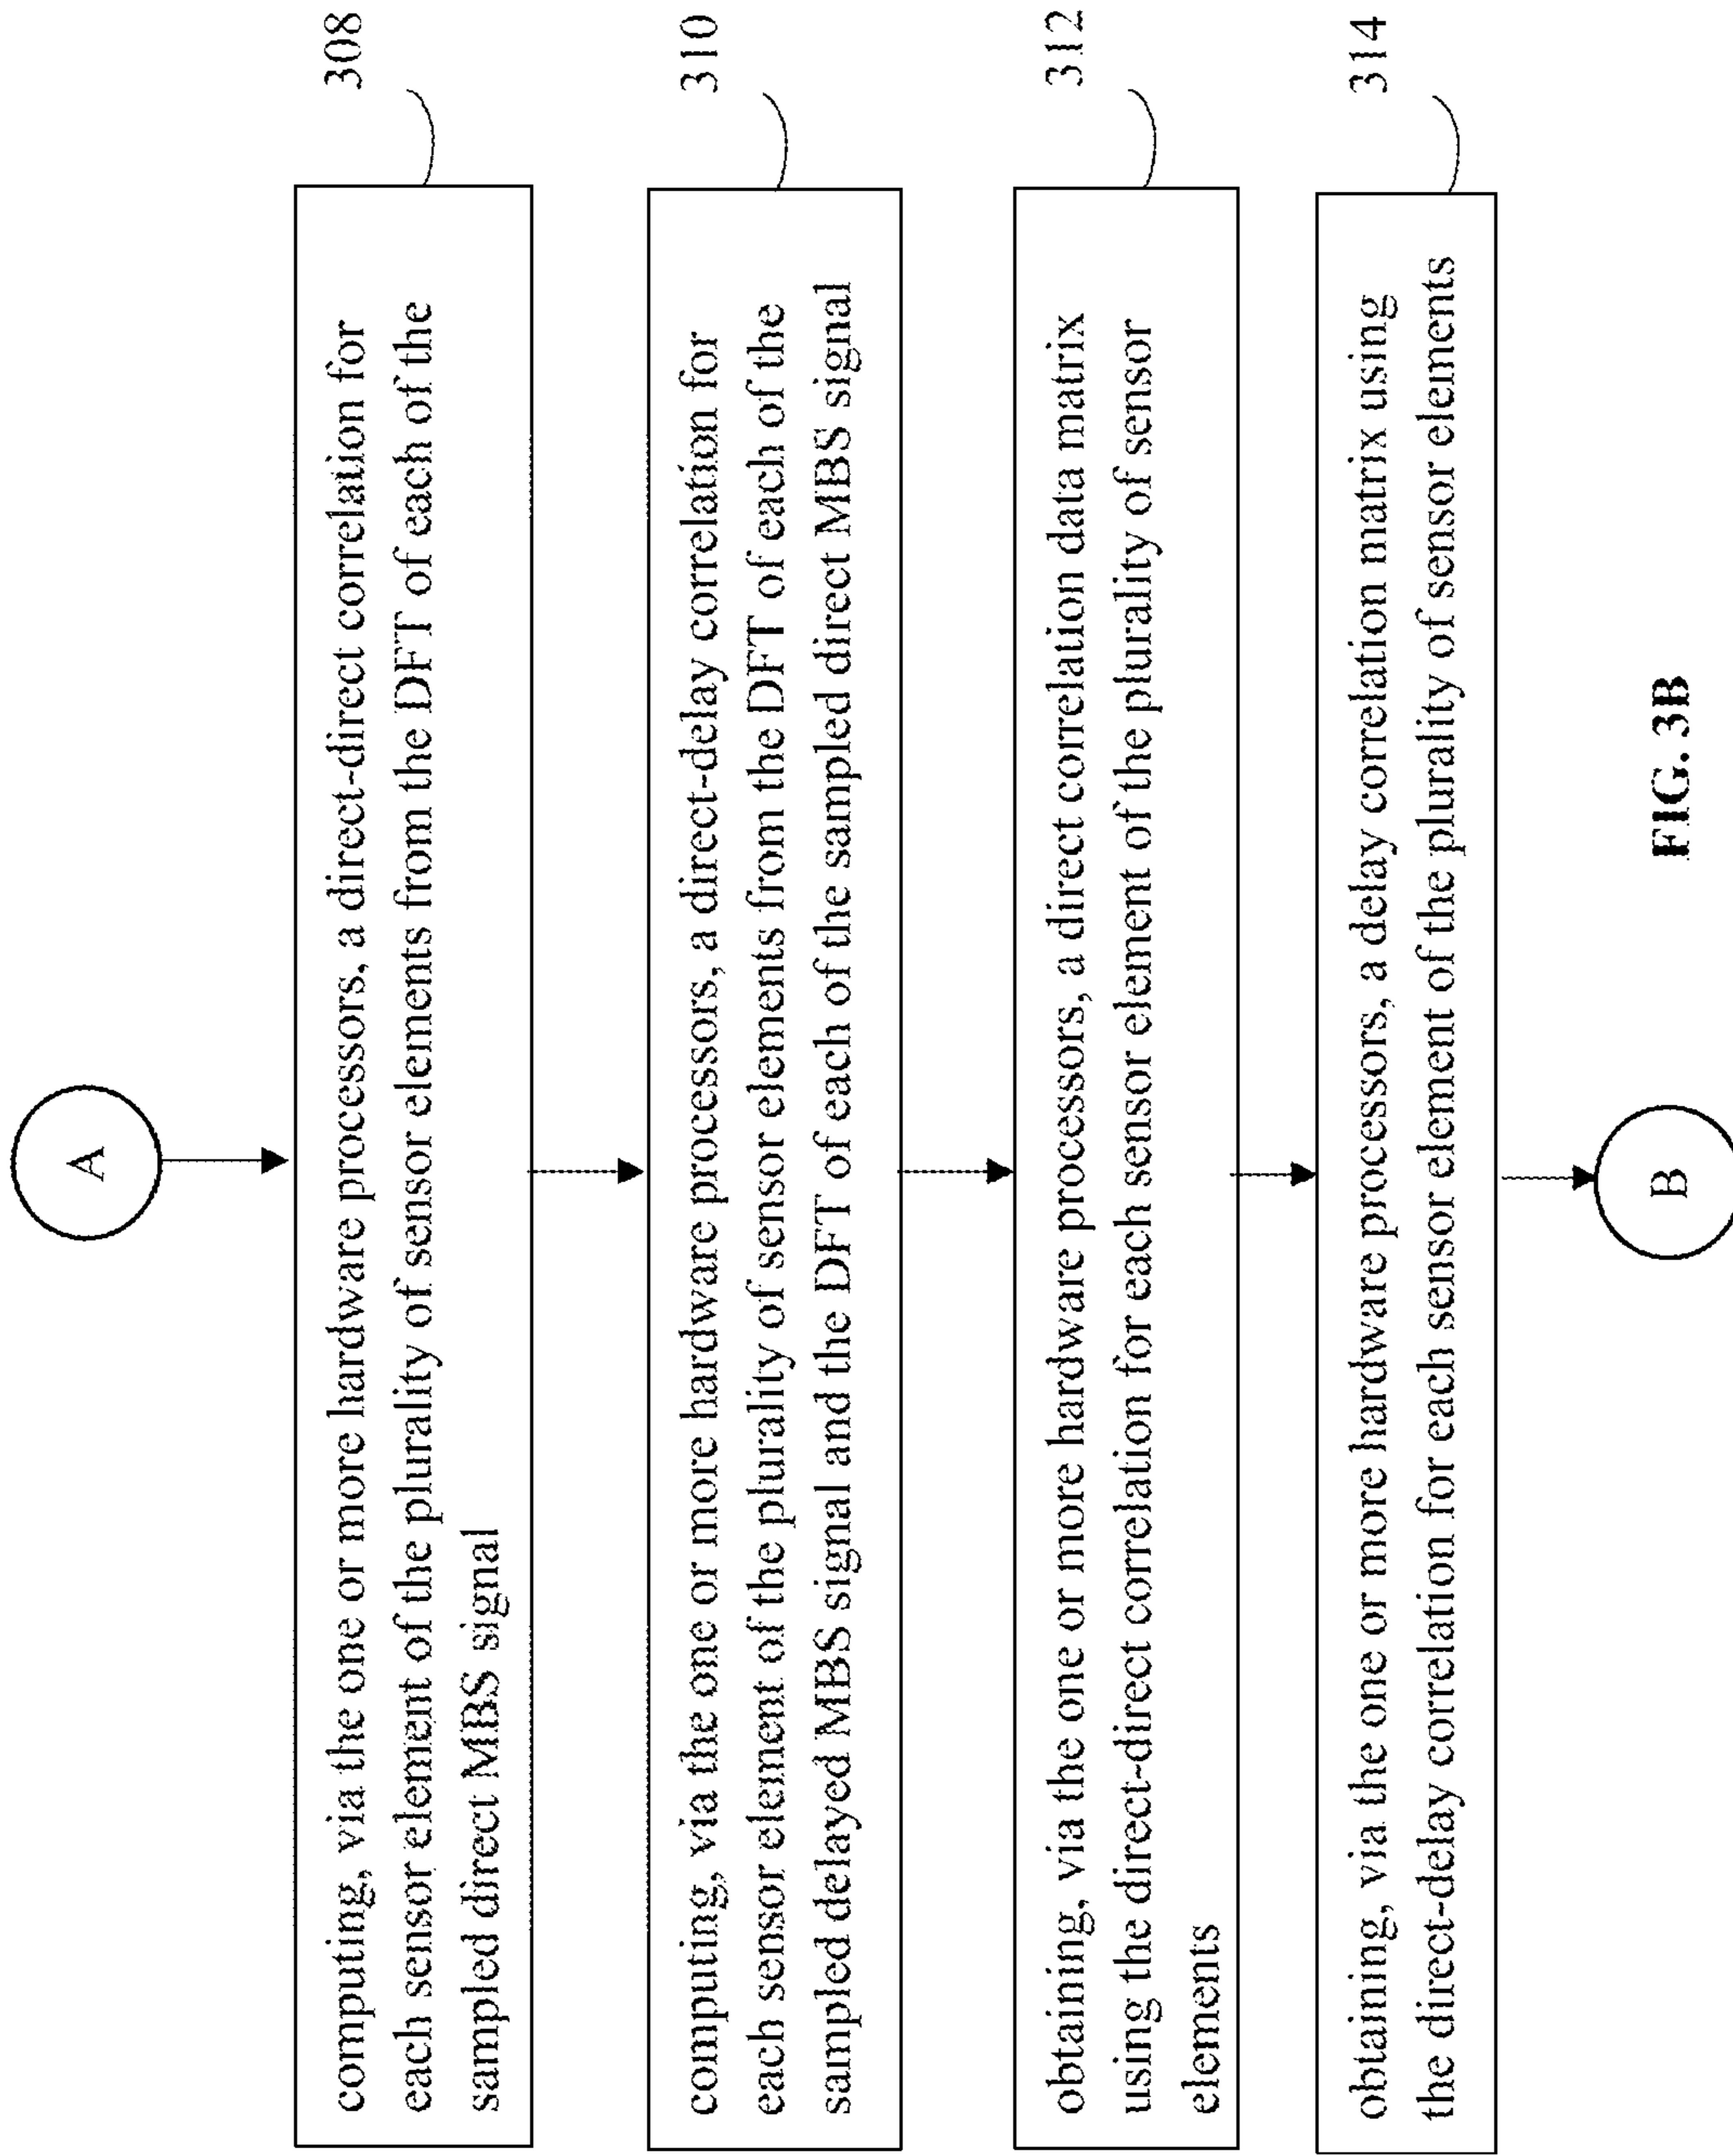 A
308
computing, via the one or more hardware processors, a direct-direct correlation for
each sensor element of the plurality of sensor elements from the DFT of each of the
sampled direct MBS signal
310
computing, via the one or more hardware processors, a direct-delay correlation for
each sensor element of the plurality of sensor elements from the DFT of each of the
sampled delayed MBS signal and the DFT of each of the sampled direct MBS signal
312
obtaining, via the one or more hardware processors, a direct correlation data matrix
using the direct-direct correlation for each sensor element of the plurality of sensor
elements
314
obtaining, via the one or more hardware processors, a delay correlation matrix using
the direct-delay correlation for each sensor element of the plurality of sensor elements
B
FIG. 3B